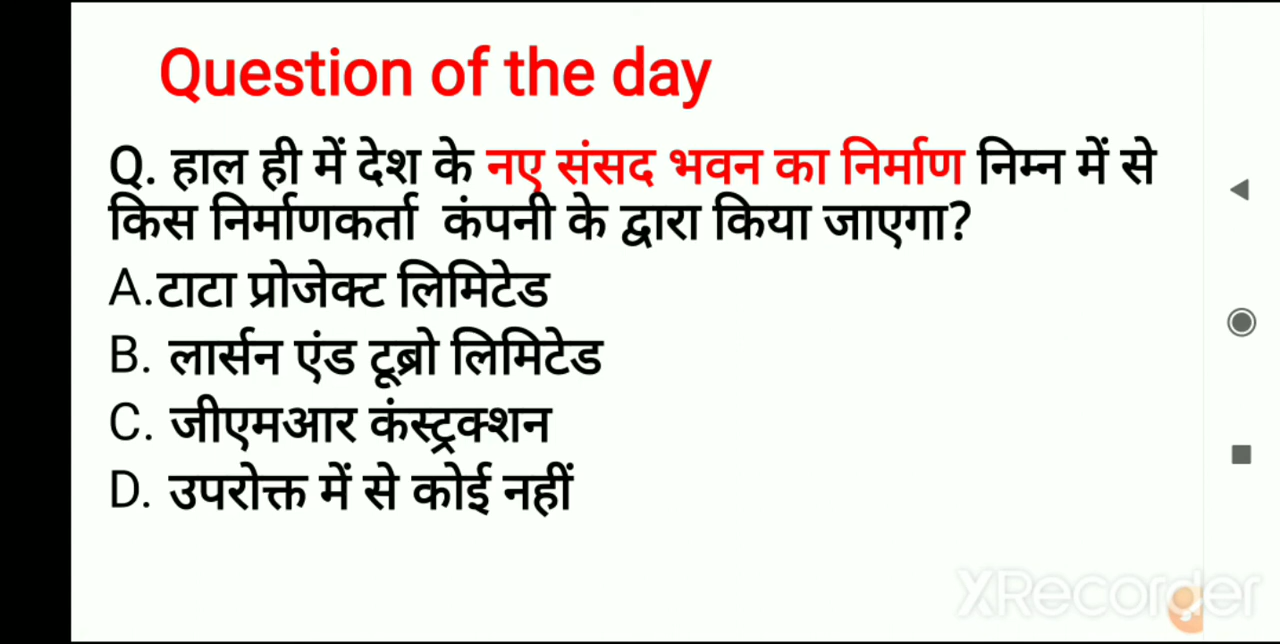 Question of the day
Q. हाल ही में देश के नए संसद भवन का निर्माण निम्न में से
किस निर्माणकर्ता कंपनी के द्वारा किया जाएगा?
A.टाटा प्रोजेक्ट लिमिटेड
B. लार्सन एंड टूब्रो लिमिटेड
C. जीएमआर कंस्ट्रक्शन
D. उपरोक्त में से कोई नहीं
XRecorder